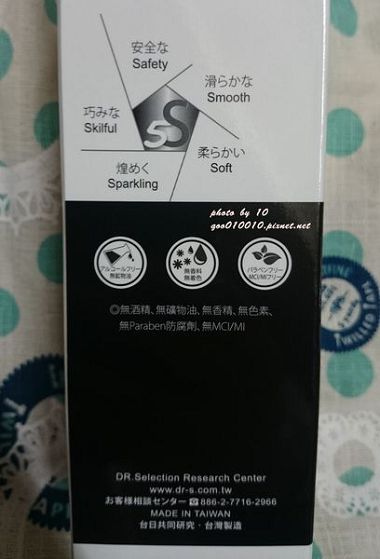 安全な
Safety
滑らかな
Smooth
巧みな
Skilful
5S
柔らかい
Soft
煌めく
Sparkling
photo by 10
goo010010.pixnet.net
アルコールフリー
無鉱物油
無香料
無着色
パラベンフリー
MCI/MIフリー
◎無酒精、無礦物油、無香精、無色素、
無Paraben防腐劑、無MCI/MI
DR.Selection Research Center
www.dr-s.com.tw
お客様相談センター ☎886-2-7716-2966
MADE IN TAIWAN
台日共同研究・台灣製造
TWILLED TAPE